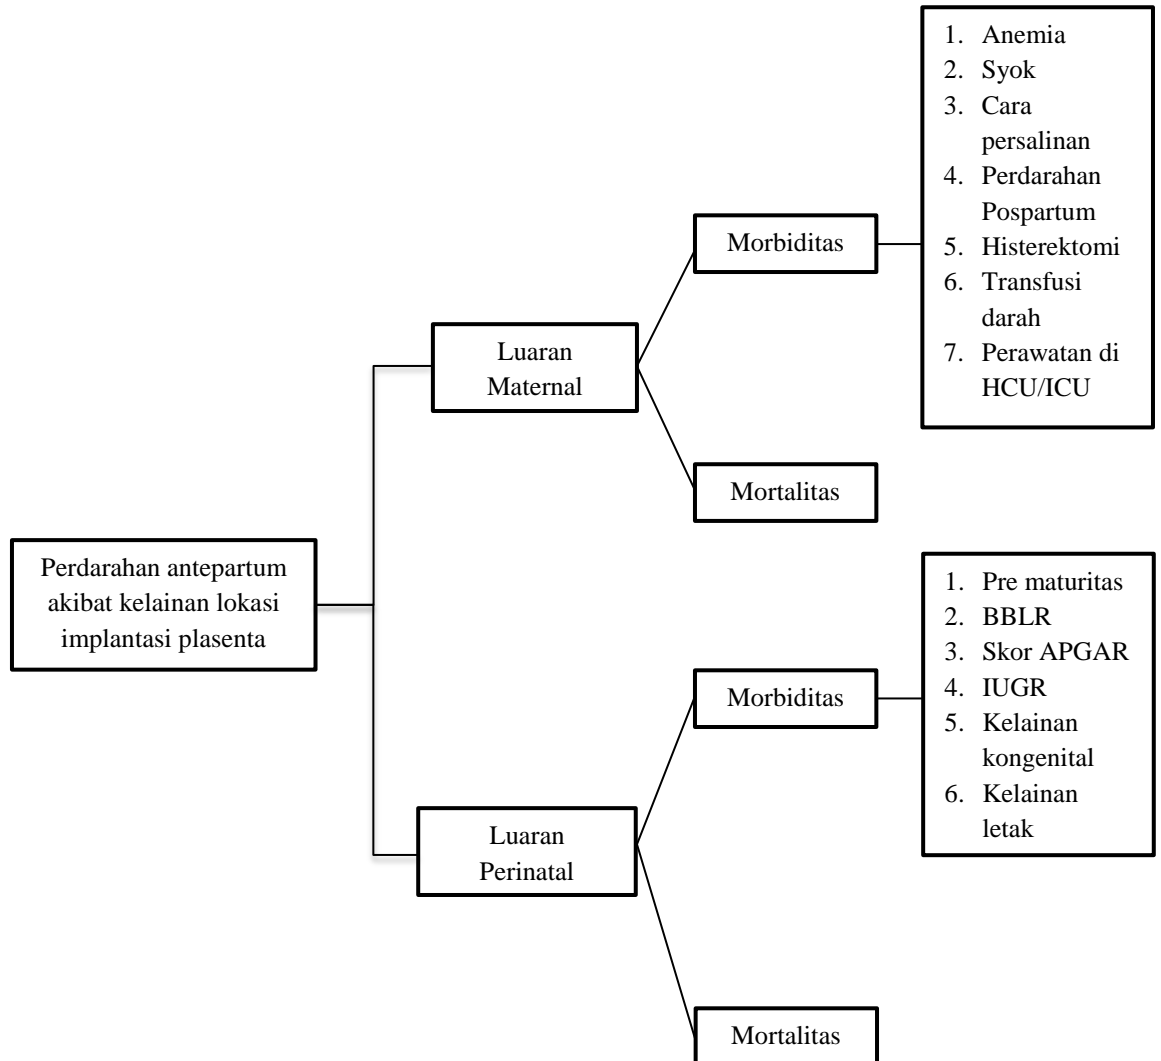 Perdarahan antepartum
akibat kelainan lokasi
implantasi plasenta
Luaran
Maternal
Morbiditas
1. Anemia
2. Syok
3. Cara
persalinan
4. Perdarahan
Pospartum
5. Histerektomi
6. Transfusi
darah
7. Perawatan di
HCU/ICU
Mortalitas
Luaran
Perinatal
Morbiditas
1. Pre maturitas
2. BBLR
3. Skor APGAR
4. IUGR
5. Kelainan
kongenital
6. Kelainan
letak
Mortalitas